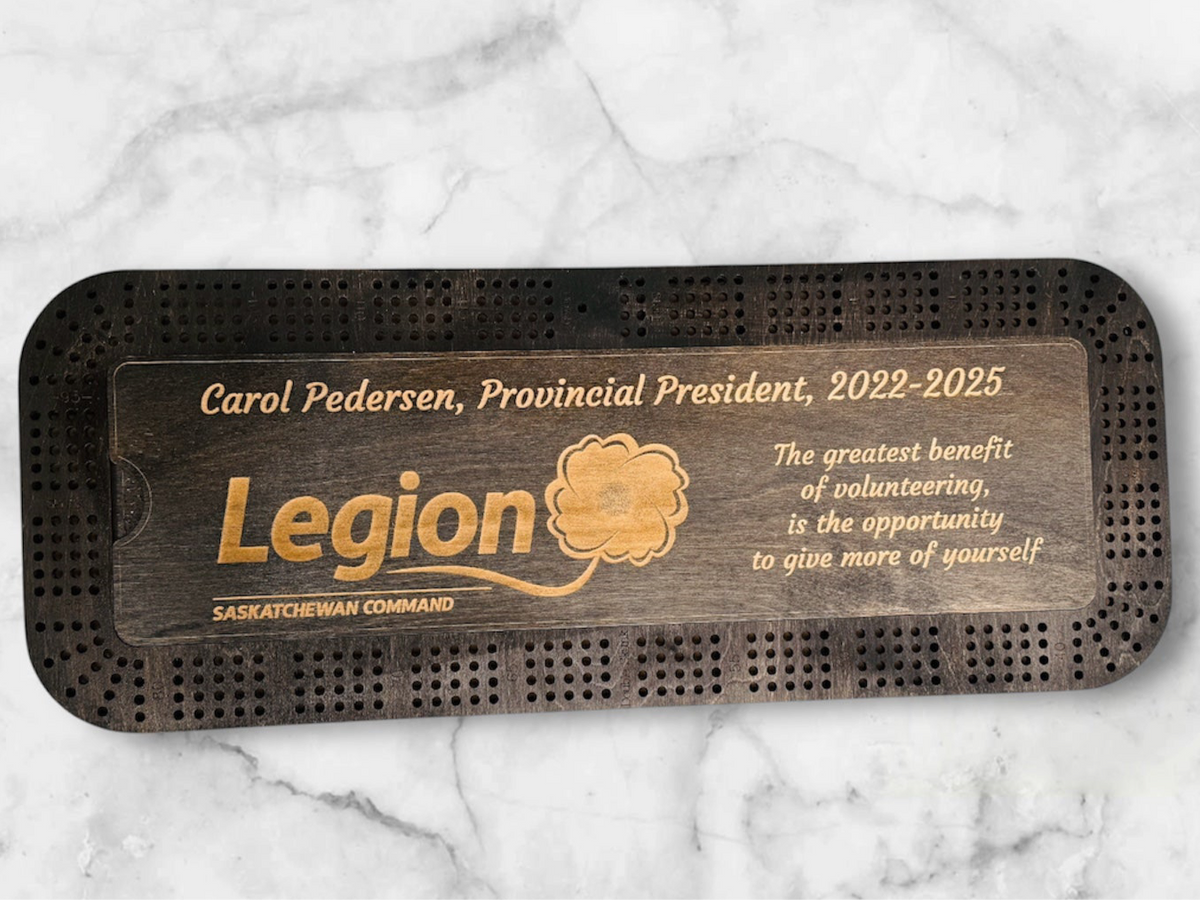 Carol Pedersen, Provincial President, 2022-2025
Legion
SASKATCHEWAN COMMAND
The greatest benefit
of volunteering,
is the opportunity
to give more of yourself